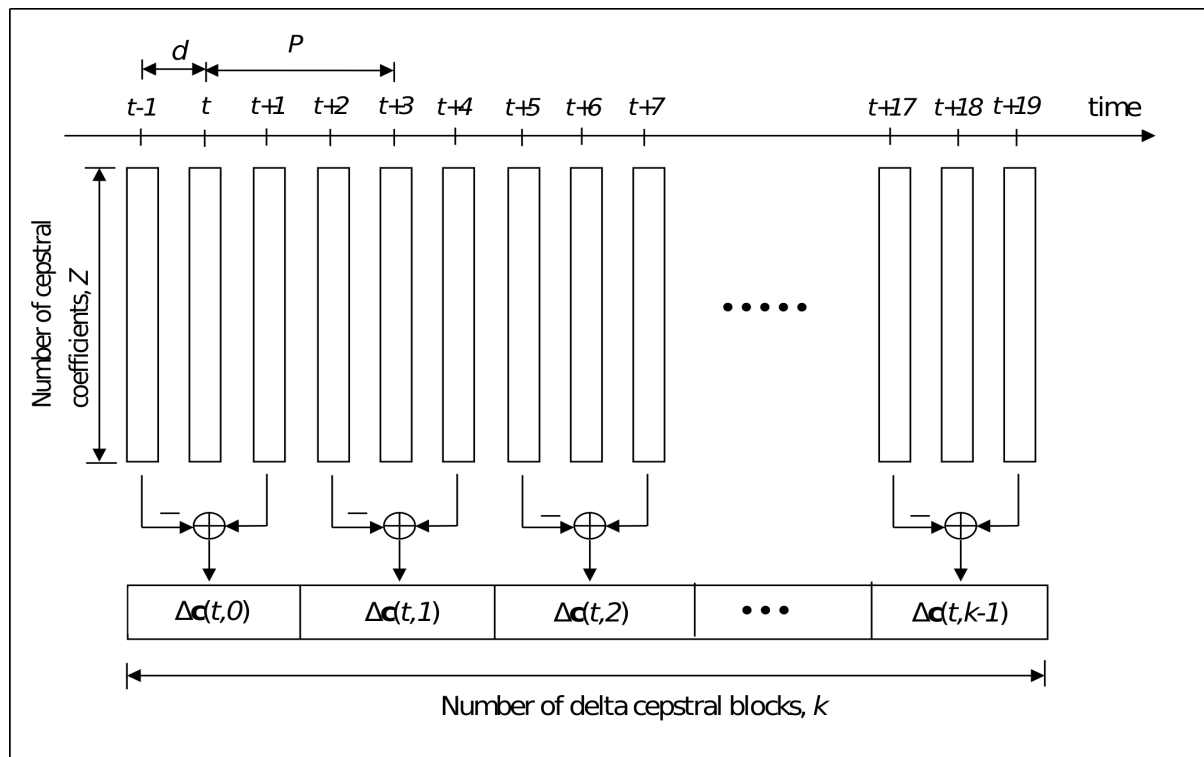 d
P
t-1 t t+1 t+2 t+3 t+4 t+5 t+6 t+7 t+17 t+18 t+19 time
Number of cepstral
coefficients, Z
•••••
− − − −
Δc(t,0) Δc(t,1) Δc(t,2) ••• Δc(t,k-1)
Number of delta cepstral blocks, k